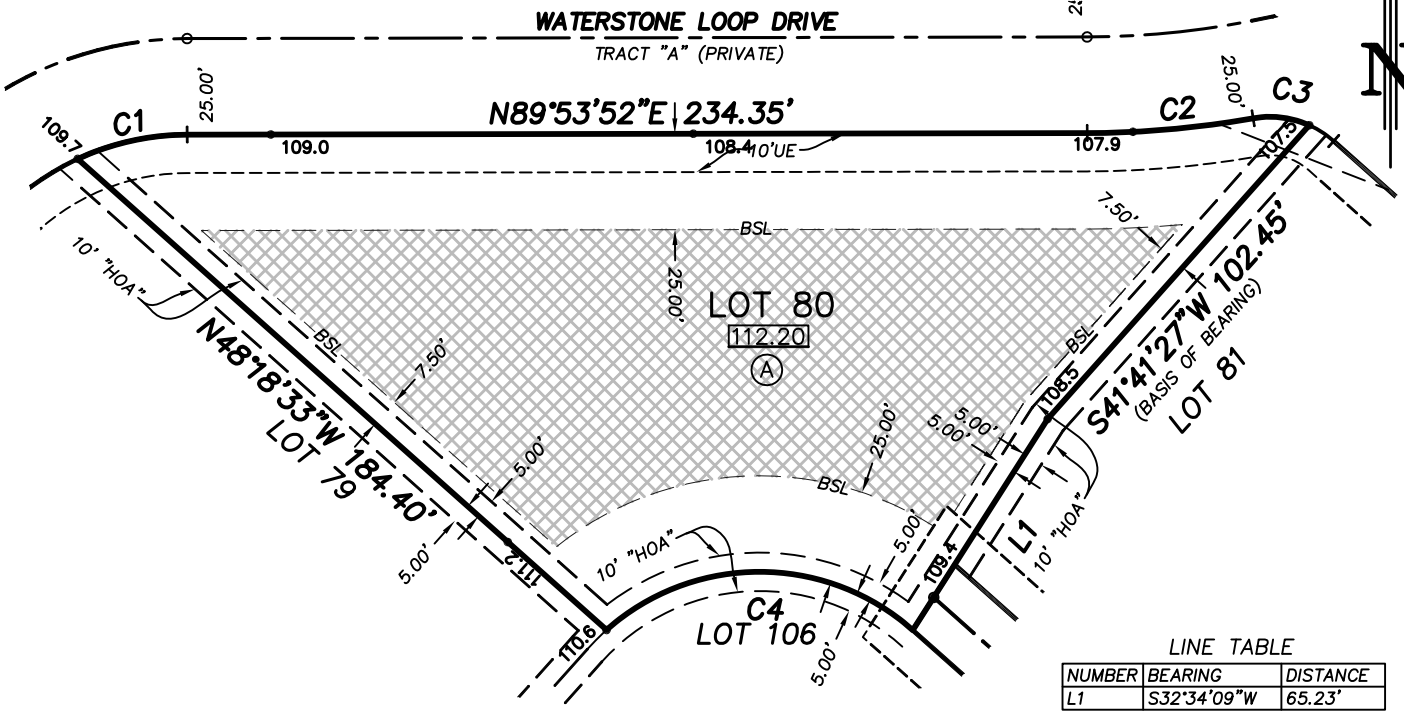 WATERSTONE LOOP DRIVE
TRACT "A" (PRIVATE)
25.00'
N89°53'52"E 234.35'
25.00'
C1
C2
C3
109.7
109.0
108.4
10'UE
107.9
107.5
7.50'
BSL
25.00'
10' "HOA"
LOT 80
112.20
A
BSL
BSL
7.50'
N48°18'33"W 184.40'
LOT 79
S41°41'27"W 102.45'
(BASIS OF BEARING)
LOT 81
108.5
5.00'
5.00'
25.00'
BSL
5.00'
5.00'
111.2
10' "HOA"
5.00'
109.4
L1
10' "HOA"
110.6
C4
LOT 106
5.00'
N
LINE TABLE
NUMBER BEARING DISTANCE
L1 S32°34'09"W 65.23'